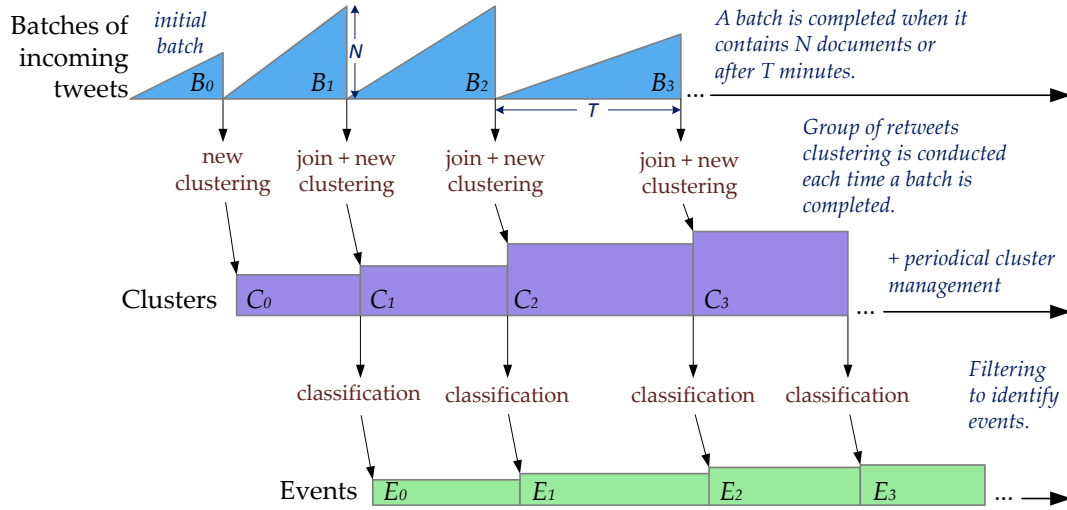 Batches of
incoming
tweets
initial
batch
B0
B1
N
B2
T
B3
...
A batch is completed when it
contains N documents or
after T minutes.
new
clustering
join + new
clustering
join + new
clustering
join + new
clustering
Group of retweets
clustering is conducted
each time a batch is
completed.
Clusters
C0
C1
C2
C3
...
+ periodical cluster
management
classification
classification
classification
classification
Filtering
to identify
events.
Events
E0
E1
E2
E3
...